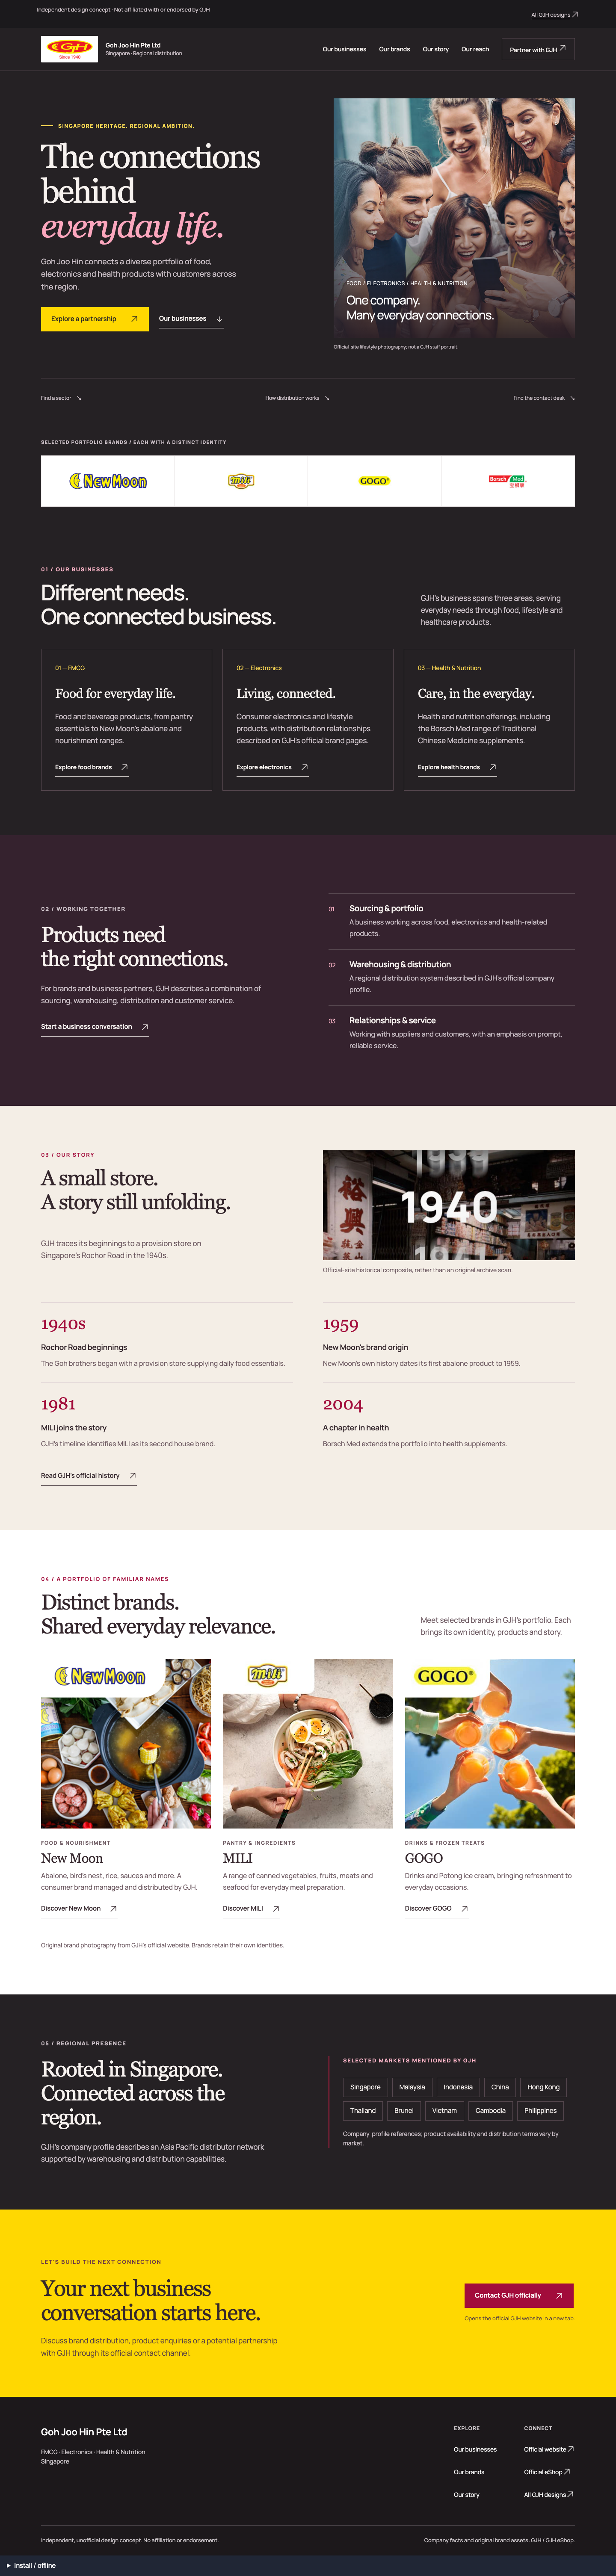 Independent design concept · Not affiliated with or endorsed by GJH
All GJH designs
GJH
Since 1940
Goh Joo Hin Pte Ltd
Singapore · Regional distribution
Our businesses
Our brands
Our story
Our reach
Partner with GJH
SINGAPORE HERITAGE. REGIONAL AMBITION.
The connections
behind
everyday life.
Goh Joo Hin connects a diverse portfolio of food,
electronics and health products with customers across
the region.
Explore a partnership
Our businesses
FOOD / ELECTRONICS / HEALTH & NUTRITION
One company.
Many everyday connections.
Official-site lifestyle photography; not a GJH staff portrait.
Find a sector
How distribution works
Find the contact desk
SELECTED PORTFOLIO BRANDS / EACH WITH A DISTINCT IDENTITY
New Moon
mili
GOGO®
Borsch Med
宝师傅
01 / OUR BUSINESSES
Different needs.
One connected business.
GJH's business spans three areas, serving
everyday needs through food, lifestyle and
healthcare products.
01 — FMCG
Food for everyday life.
Food and beverage products, from pantry
essentials to New Moon's abalone and
nourishment ranges.
Explore food brands
02 — Electronics
Living, connected.
Consumer electronics and lifestyle
products, with distribution relationships
described on GJH's official brand pages.
Explore electronics
03 — Health & Nutrition
Care, in the everyday.
Health and nutrition offerings, including
the Borsch Med range of Traditional
Chinese Medicine supplements.
Explore health brands
02 / WORKING TOGETHER
Products need
the right connections.
For brands and business partners, GJH describes a combination of
sourcing, warehousing, distribution and customer service.
Start a business conversation
01
Sourcing & portfolio
A business working across food, electronics and health-related
products.
02
Warehousing & distribution
A regional distribution system described in GJH's official company
profile.
03
Relationships & service
Working with suppliers and customers, with an emphasis on prompt,
reliable service.
03 / OUR STORY
A small store.
A story still unfolding.
GJH traces its beginnings to a provision store on
Singapore's Rochor Road in the 1940s.
1940
裕興
Official-site historical composite, rather than an original archive scan.
1940s
Rochor Road beginnings
The Goh brothers began with a provision store supplying daily food essentials.
1959
New Moon's brand origin
New Moon's own history dates its first abalone product to 1959.
1981
MILI joins the story
GJH's timeline identifies MILI as its second house brand.
2004
A chapter in health
Borsch Med extends the portfolio into health supplements.
Read GJH's official history
04 / A PORTFOLIO OF FAMILIAR NAMES
Distinct brands.
Shared everyday relevance.
Meet selected brands in GJH's portfolio. Each
brings its own identity, products and story.
New Moon
mili
GOGO®
FOOD & NOURISHMENT
New Moon
Abalone, bird's nest, rice, sauces and more. A
consumer brand managed and distributed by GJH.
Discover New Moon
PANTRY & INGREDIENTS
MILI
A range of canned vegetables, fruits, meats and
seafood for everyday meal preparation.
Discover MILI
DRINKS & FROZEN TREATS
GOGO
Drinks and Potong ice cream, bringing refreshment to
everyday occasions.
Discover GOGO
Original brand photography from GJH's official website. Brands retain their own identities.
05 / REGIONAL PRESENCE
Rooted in Singapore.
Connected across the
region.
GJH's company profile describes an Asia Pacific distributor network
supported by warehousing and distribution capabilities.
SELECTED MARKETS MENTIONED BY GJH
Singapore
Malaysia
Indonesia
China
Hong Kong
Thailand
Brunei
Vietnam
Cambodia
Philippines
Company-profile references; product availability and distribution terms vary by
market.
LET'S BUILD THE NEXT CONNECTION
Your next business
conversation starts here.
Discuss brand distribution, product enquiries or a potential partnership
with GJH through its official contact channel.
Contact GJH officially
Opens the official GJH website in a new tab.
Goh Joo Hin Pte Ltd
FMCG · Electronics · Health & Nutrition
Singapore
EXPLORE
Our businesses
Our brands
Our story
CONNECT
Official website
Official eShop
All GJH designs
Independent, unofficial design concept. No affiliation or endorsement.
Company facts and original brand assets: GJH / GJH eShop.
Install / offline